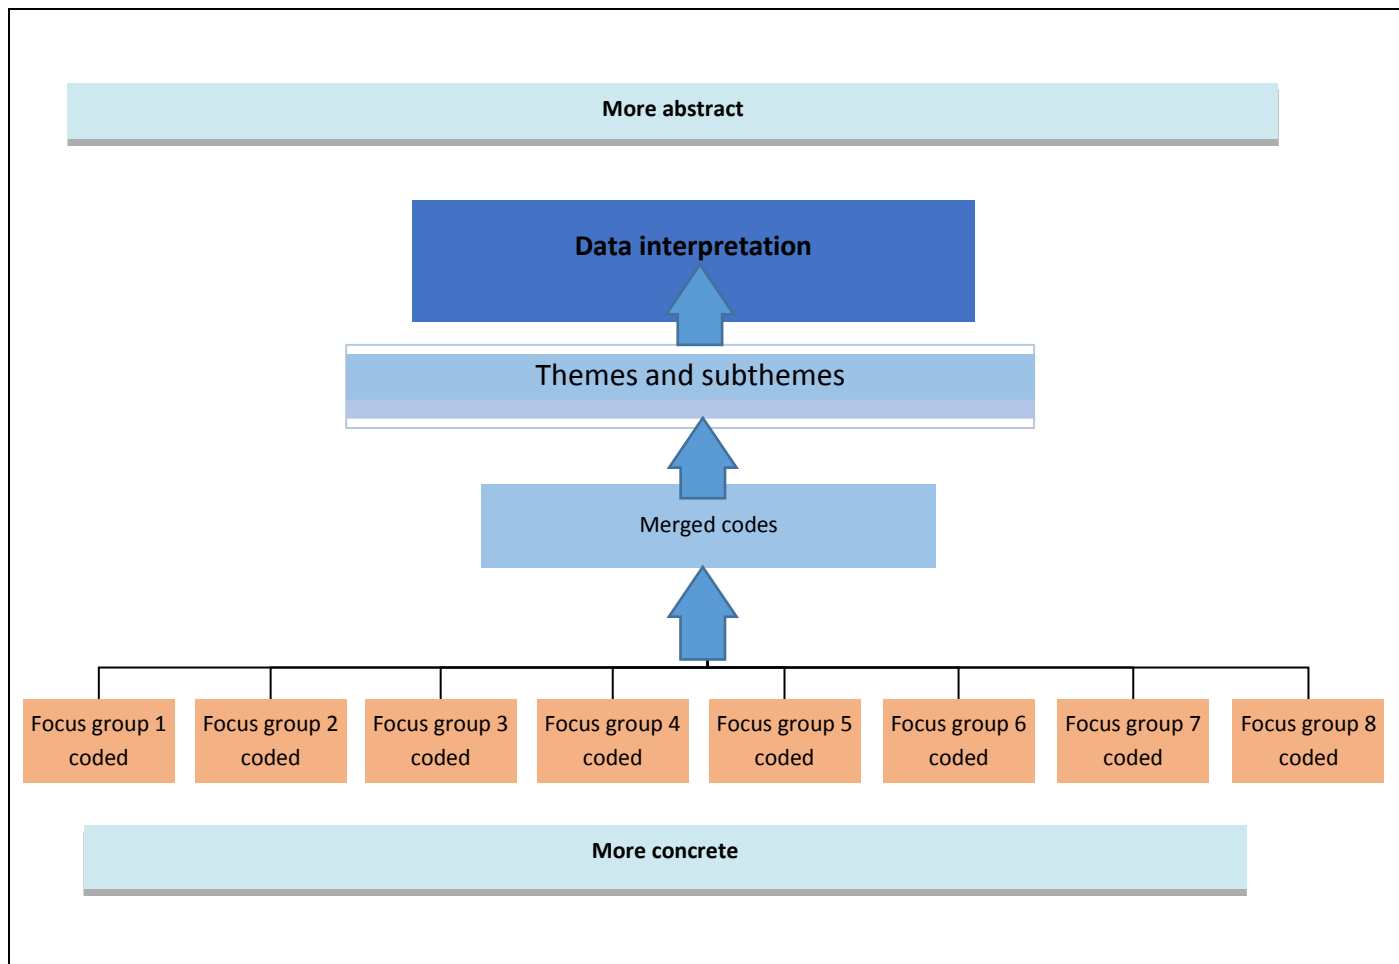 More abstract
Data interpretation
Themes and subthemes
Merged codes
Focus group 1
coded
Focus group 2
coded
Focus group 3
coded
Focus group 4
coded
Focus group 5
coded
Focus group 6
coded
Focus group 7
coded
Focus group 8
coded
More concrete